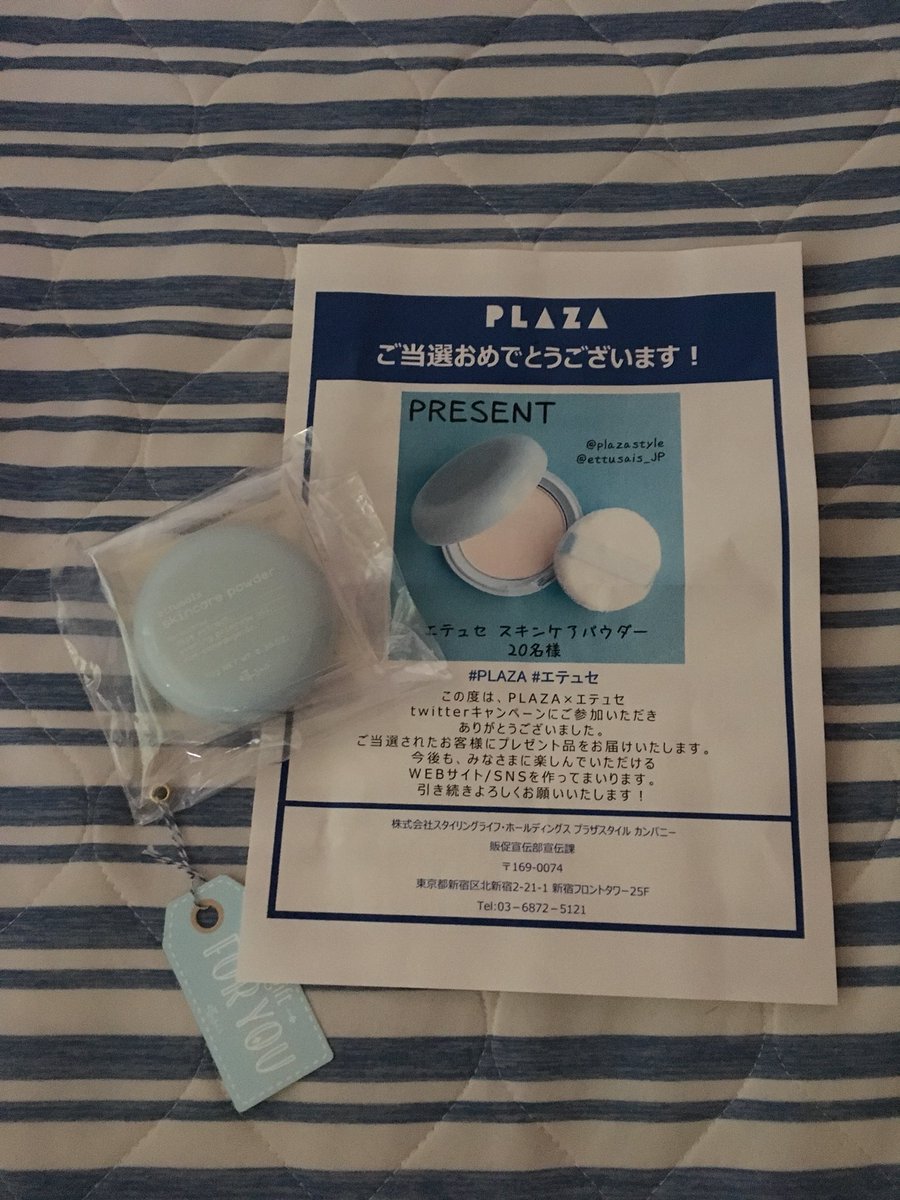 PLAZA
ご当選おめでとうございます!
PRESENT
@plazastyle
@ettusais_JP
エテュセ スキンケアパウダー
20名様
#PLAZA #エテュセ
この度は、PLAZA×エテュセ
twitterキャンペーンにご参加いただき
ありがとうございました。
ご当選されたお客様にプレゼント品をお届けいたします。
今後も、みなさまに楽しんでいただける
WEBサイト/SNSを作ってまいります。
引き続きよろしくお願いいたします!
株式会社スタイリングライフ・ホールディングス プラザスタイル カンパニー
販促宣伝部宣伝課
〒169-0074
東京都新宿区北新宿2-21-1 新宿フロントタワー25F
Tel:03-6872-5121
ettusais
skincare powder
FOR YOU